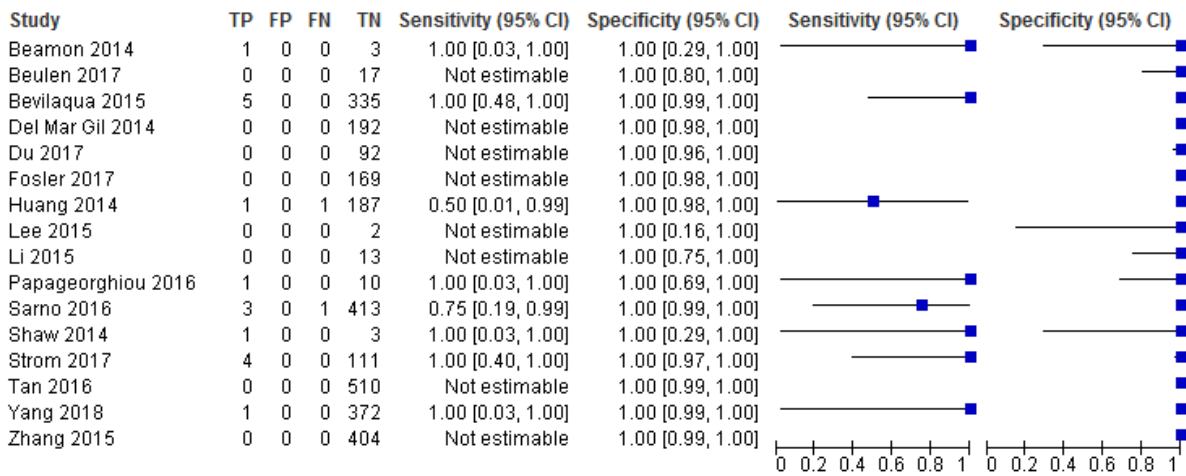 Study TP FP FN TN Sensitivity (95% CI) Specificity (95% CI) Sensitivity (95% CI) Specificity (95% CI)
Beamon 2014 1 0 0 3 1.00 [0.03, 1.00] 1.00 [0.29, 1.00]
Beulen 2017 0 0 0 17 Not estimable 1.00 [0.80, 1.00]
Bevilaqua 2015 5 0 0 335 1.00 [0.48, 1.00] 1.00 [0.99, 1.00]
Del Mar Gil 2014 0 0 0 192 Not estimable 1.00 [0.98, 1.00]
Du 2017 0 0 0 92 Not estimable 1.00 [0.96, 1.00]
Fosler 2017 0 0 0 169 Not estimable 1.00 [0.98, 1.00]
Huang 2014 1 0 1 187 0.50 [0.01, 0.99] 1.00 [0.98, 1.00]
Lee 2015 0 0 0 2 Not estimable 1.00 [0.16, 1.00]
Li 2015 0 0 0 13 Not estimable 1.00 [0.75, 1.00]
Papageorghiou 2016 1 0 0 10 1.00 [0.03, 1.00] 1.00 [0.69, 1.00]
Sarno 2016 3 0 1 413 0.75 [0.19, 0.99] 1.00 [0.99, 1.00]
Shaw 2014 1 0 0 3 1.00 [0.03, 1.00] 1.00 [0.29, 1.00]
Strom 2017 4 0 0 111 1.00 [0.40, 1.00] 1.00 [0.97, 1.00]
Tan 2016 0 0 0 510 Not estimable 1.00 [0.99, 1.00]
Yang 2018 1 0 0 372 1.00 [0.03, 1.00] 1.00 [0.99, 1.00]
Zhang 2015 0 0 0 404 Not estimable 1.00 [0.99, 1.00]
0 0.2 0.4 0.6 0.8 1 0 0.2 0.4 0.6 0.8 1